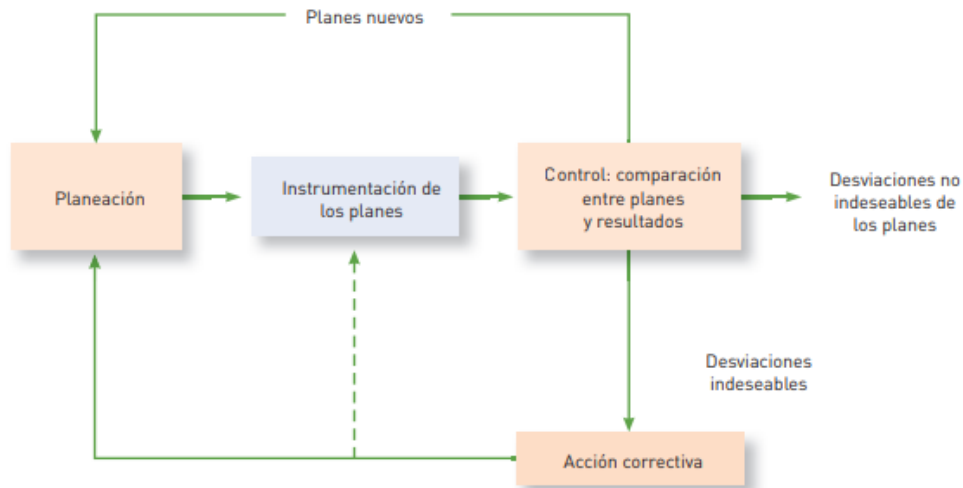 Planes nuevos
Planeación
Instrumentación de
los planes
Control: comparación
entre planes
y resultados
Desviaciones no
indeseables de
los planes
Desviaciones
indeseables
Acción correctiva